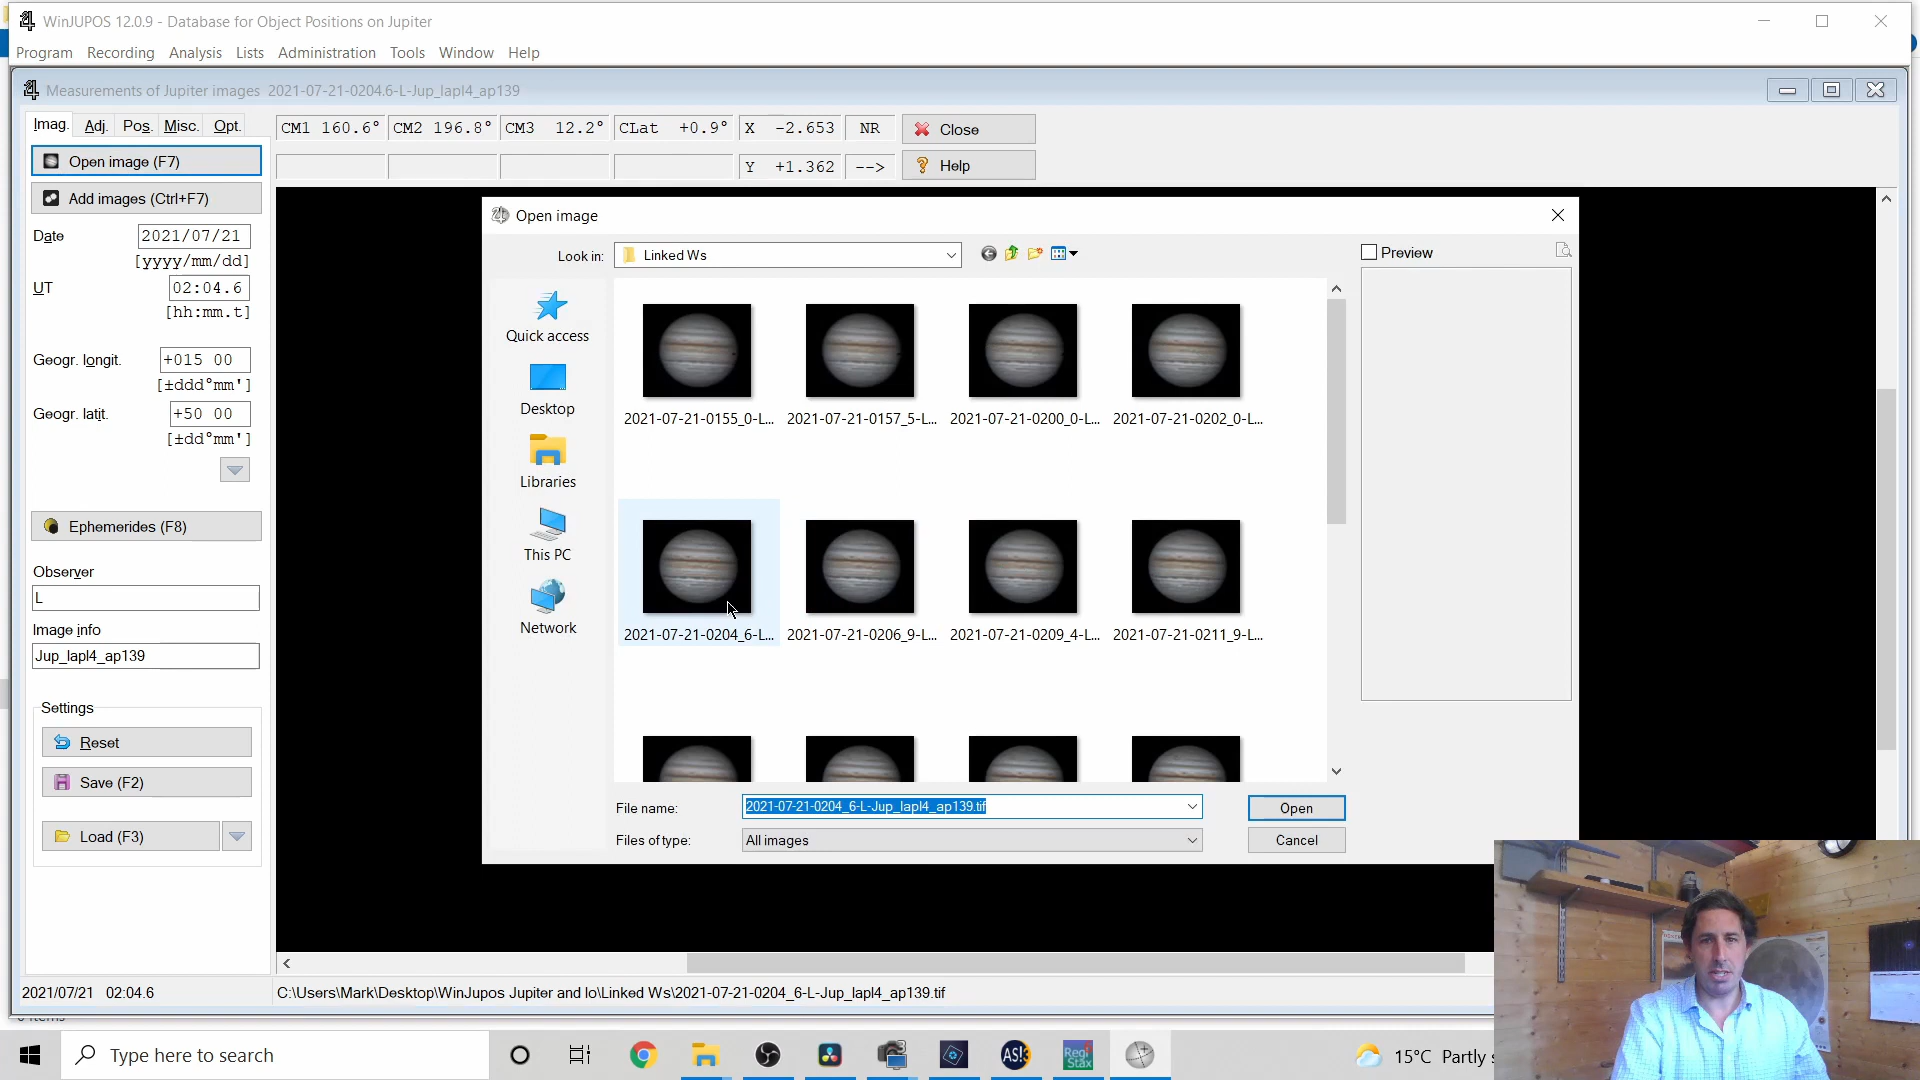 WinJUPOS 12.0.9 - Database for Object Positions on Jupiter
Program Recording Analysis Lists Administration Tools Window Help
Measurements of Jupiter images 2021-07-21-0204.6-L-Jup_lapl4_ap139
Imag. Adj. Pos. Misc. Opt.
CM1 160.6° CM2 196.8° CM3 12.2° CLat +0.9° X -2.653 NR Close
Y +1.362 --> Help
Open image (F7)
Add images (Ctrl+F7)
Date 2021/07/21
[yyyy/mm/dd]
UT 02:04.6
[hh:mm.t]
Geogr. longit. +015 00
[±ddd°mm']
Geogr. latit. +50 00
[±dd°mm']
Ephemerides (F8)
Observer
L
Image info
Jup_lapl4_ap139
Settings
Reset
Save (F2)
Load (F3)
Open image
Look in: Linked Ws
Preview
Quick access
Desktop
Libraries
This PC
Network
2021-07-21-0155_0-L... 2021-07-21-0157_5-L... 2021-07-21-0200_0-L... 2021-07-21-0202_0-L...
2021-07-21-0204_6-L... 2021-07-21-0206_9-L... 2021-07-21-0209_4-L... 2021-07-21-0211_9-L...
File name: 2021-07-21-0204_6-L-Jup_lapl4_ap139.tif Open
Files of type: All images Cancel
2021/07/21 02:04.6 C:\Users\Mark\Desktop\WinJupos Jupiter and Io\Linked Ws\2021-07-21-0204_6-L-Jup_lapl4_ap139.tif
Type here to search
AS!3
Regi
Stax
15°C Partly